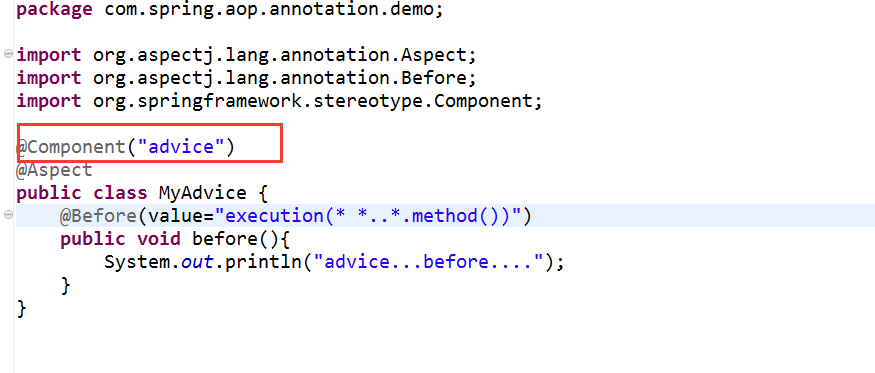 package com.spring.aop.annotation.demo;
import org.aspectj.lang.annotation.Aspect;
import org.aspectj.lang.annotation.Before;
import org.springframework.stereotype.Component;
@Component("advice")
@Aspect
public class MyAdvice {
@Before(value="execution(* *..*.method())")
public void before(){
System.out.println("advice...before....");
}
}